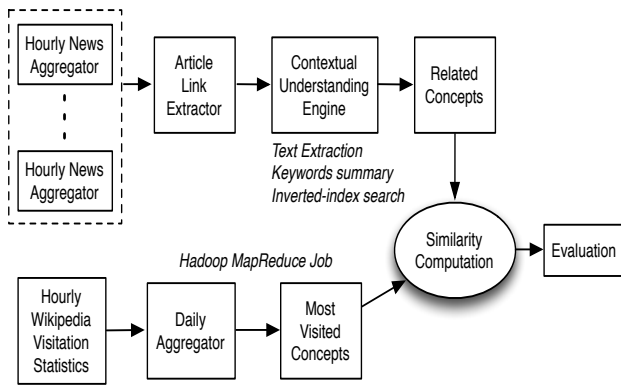 Hourly News
Aggregator
Hourly News
Aggregator
Article
Link
Extractor
Contextual
Understanding
Engine
Related
Concepts
Text Extraction
Keywords summary
Inverted-index search
Similarity
Computation
Evaluation
Hadoop MapReduce Job
Hourly
Wikipedia
Visitation
Statistics
Daily
Aggregator
Most
Visited
Concepts